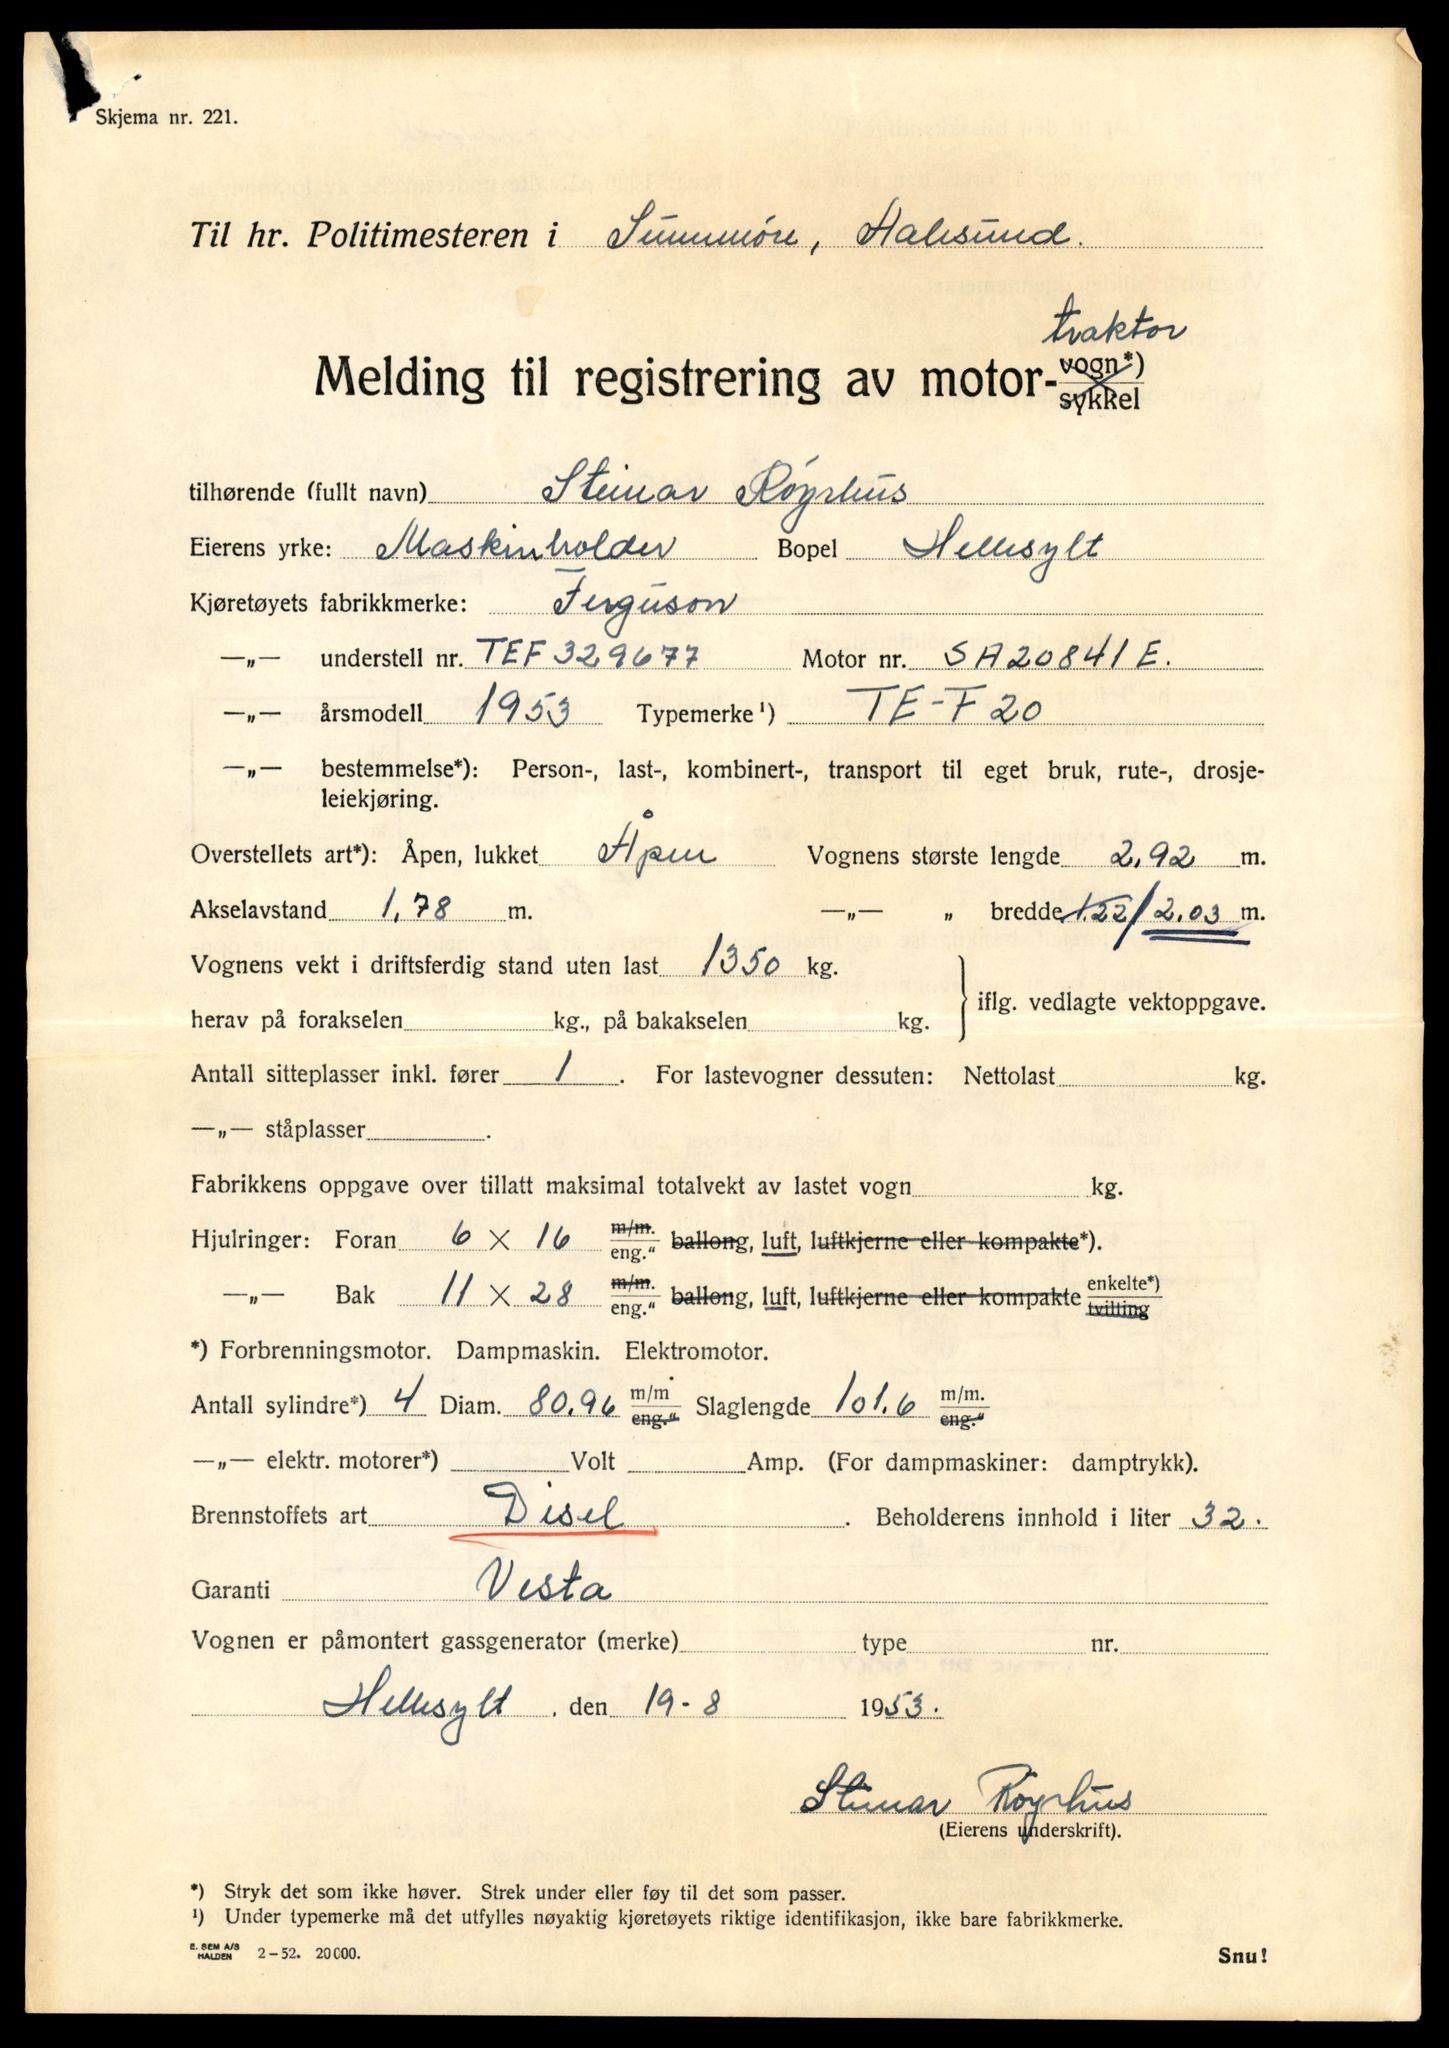 Skjema nr. 221.
Til hr. Politimesteren i Sunnmöre, Aalesund.
traktor
Melding til registrering av motor- vogn*)
sykkel
tilhørende (fullt navn) Steinar Röyrhus
Eierens yrke: Maskinholder Bopel Hellesylt
Kjøretøyets fabrikkmerke: Ferguson
—„— understell nr. TEF 329677 Motor nr. SA20841E.
—„— årsmodell 1953 Typemerke¹) TE-F 20
—„— bestemmelse*): Person-, last-, kombinert-, transport til eget bruk, rute-, drosje-
leiekjøring.
Overstellets art*): Åpen, lukket Åpen Vognens største lengde 2,92 m.
Akselavstand 1,78 m. —„— „ bredde 1.22/2.03 m.
Vognens vekt i driftsferdig stand uten last 1350 kg.
herav på forakselen kg., på bakakselen kg. iflg. vedlagte vektoppgave.
Antall sitteplasser inkl. fører 1. For lastevogner dessuten: Nettolast kg.
—„— ståplasser .
Fabrikkens oppgave over tillatt maksimal totalvekt av lastet vogn kg.
Hjulringer: Foran 6 × 16 m/m. eng.“ ballong, luft, luftkjerne eller kompakte*).
—„— Bak 11 × 28 m/m. eng.“ ballong, luft, luftkjerne eller kompakte enkelte*) tvilling
*) Forbrenningsmotor. Dampmaskin. Elektromotor.
Antall sylindre*) 4 Diam. 80.96 m/m eng.“ Slaglengde 101.6 m/m. eng.“
—„— elektr. motorer*) Volt Amp. (For dampmaskiner: damptrykk).
Brennstoffets art Disel . Beholderens innhold i liter 32.
Garanti Vesta
Vognen er påmontert gassgenerator (merke) type nr.
Hellesylt , den 19-8 1953.
Steinar Röyrhus
(Eierens underskrift).
*) Stryk det som ikke høver. Strek under eller føy til det som passer.
¹) Under typemerke må det utfylles nøyaktig kjøretøyets riktige identifikasjon, ikke bare fabrikkmerke.
E. SEM A/S
HALDEN 2–52. 20000.
Snu!